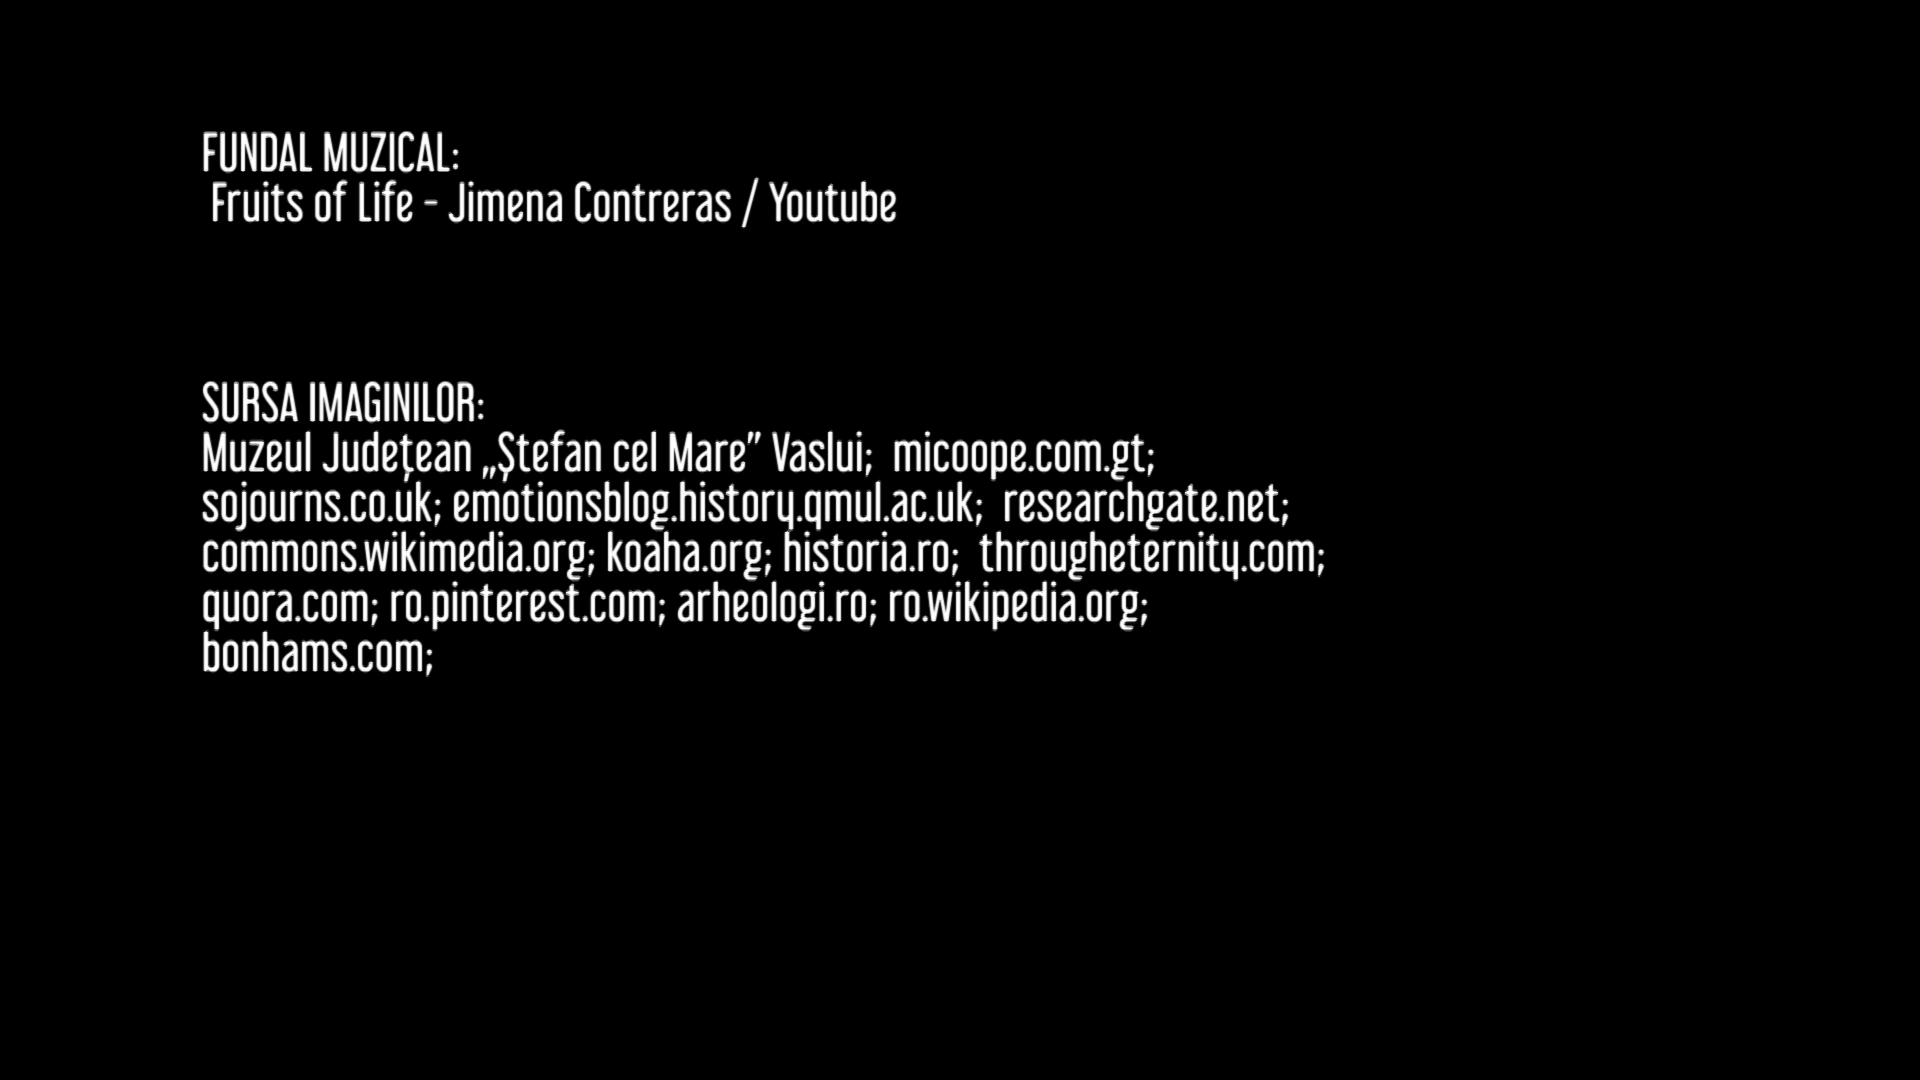 FUNDAL MUZICAL:
Fruits of Life - Jimena Contreras / Youtube
SURSA IMAGINILOR:
Muzeul Județean „Ștefan cel Mare” Vaslui; micoope.com.gt;
sojourns.co.uk; emotionsblog.history.qmul.ac.uk; researchgate.net;
commons.wikimedia.org; koaha.org; historia.ro; througheternity.com;
quora.com; ro.pinterest.com; arheologi.ro; ro.wikipedia.org;
bonhams.com;